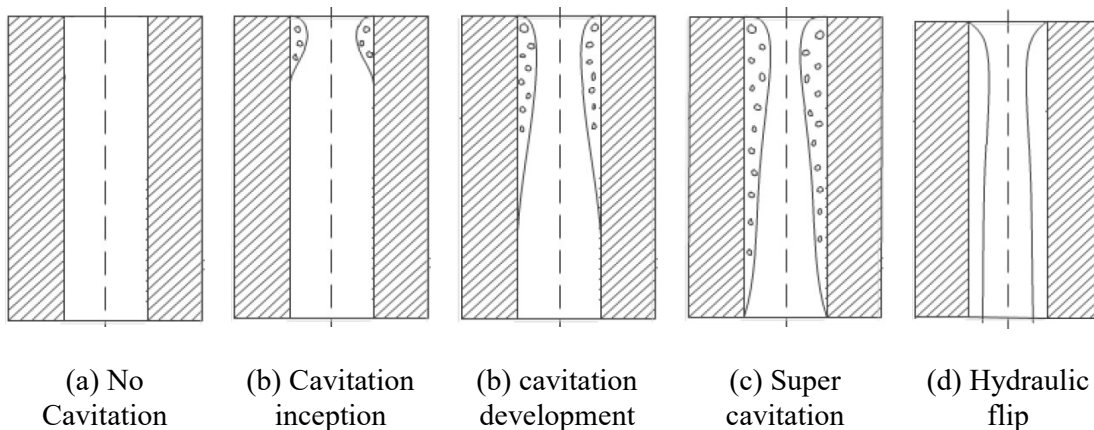 (a) No
Cavitation
(b) Cavitation
inception
(b) cavitation
development
(c) Super
cavitation
(d) Hydraulic
flip